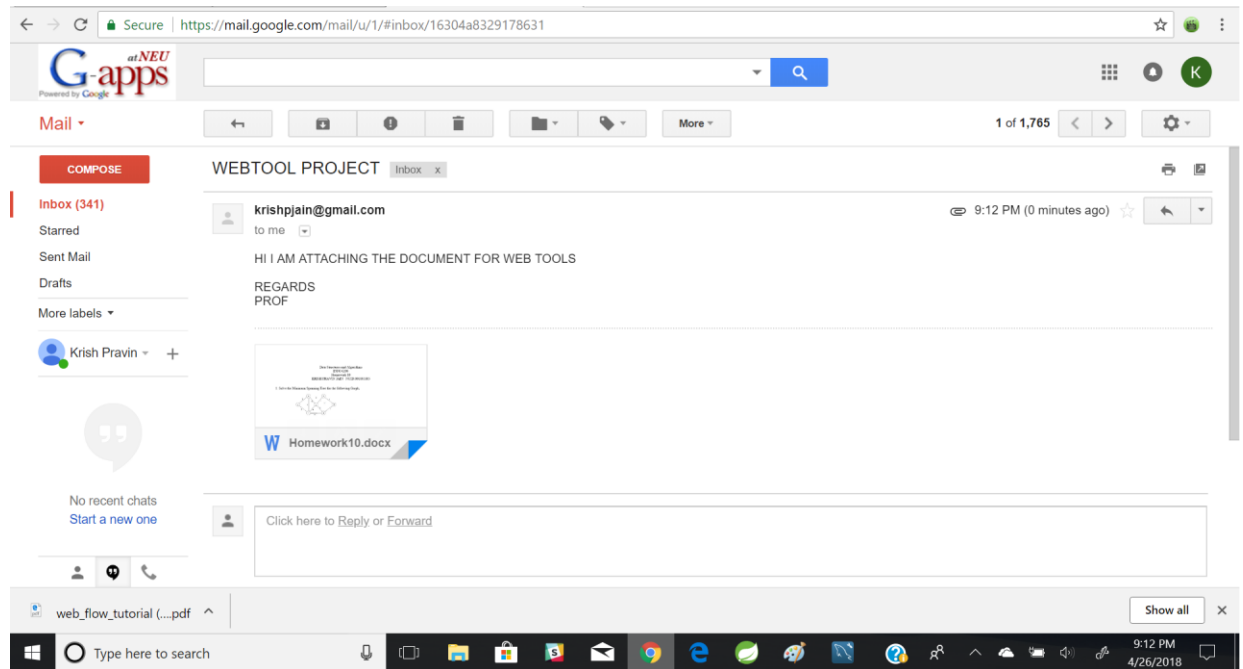 Secure | https://mail.google.com/mail/u/1/#inbox/16304a8329178631
atNEU
G-apps
Powered by Google
K
Mail
More
1 of 1,765
COMPOSE
WEBTOOL PROJECT Inbox x
Inbox (341)
Starred
Sent Mail
Drafts
More labels
Krish Pravin +
No recent chats
Start a new one
krishpjain@gmail.com
9:12 PM (0 minutes ago)
to me
HI I AM ATTACHING THE DOCUMENT FOR WEB TOOLS
REGARDS
PROF
W Homework10.docx
Click here to Reply or Forward
web_flow_tutorial (....pdf
Show all
Type here to search
9:12 PM
4/26/2018